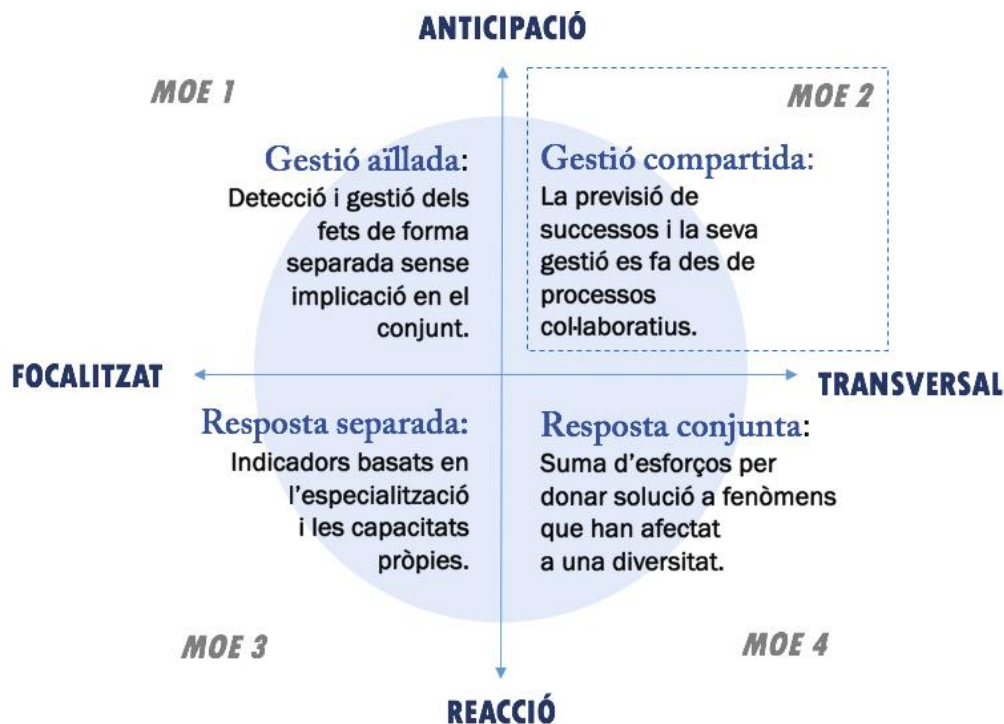 ANTICIPACIÓ
MOE 1
MOE 2
Gestió aïllada:
Detecció i gestió dels
fets de forma
separada sense
implicació en el
conjunt.
Gestió compartida:
La previsió de
successos i la seva
gestió es fa des de
processos
col·laboratius.
FOCALITZAT
TRANSVERSAL
Resposta separada:
Indicadors basats en
l'especialització
i les capacitats
pròpies.
Resposta conjunta:
Suma d'esforços per
donar solució a fenòmens
que han afectat
a una diversitat.
MOE 3
MOE 4
REACCIÓ